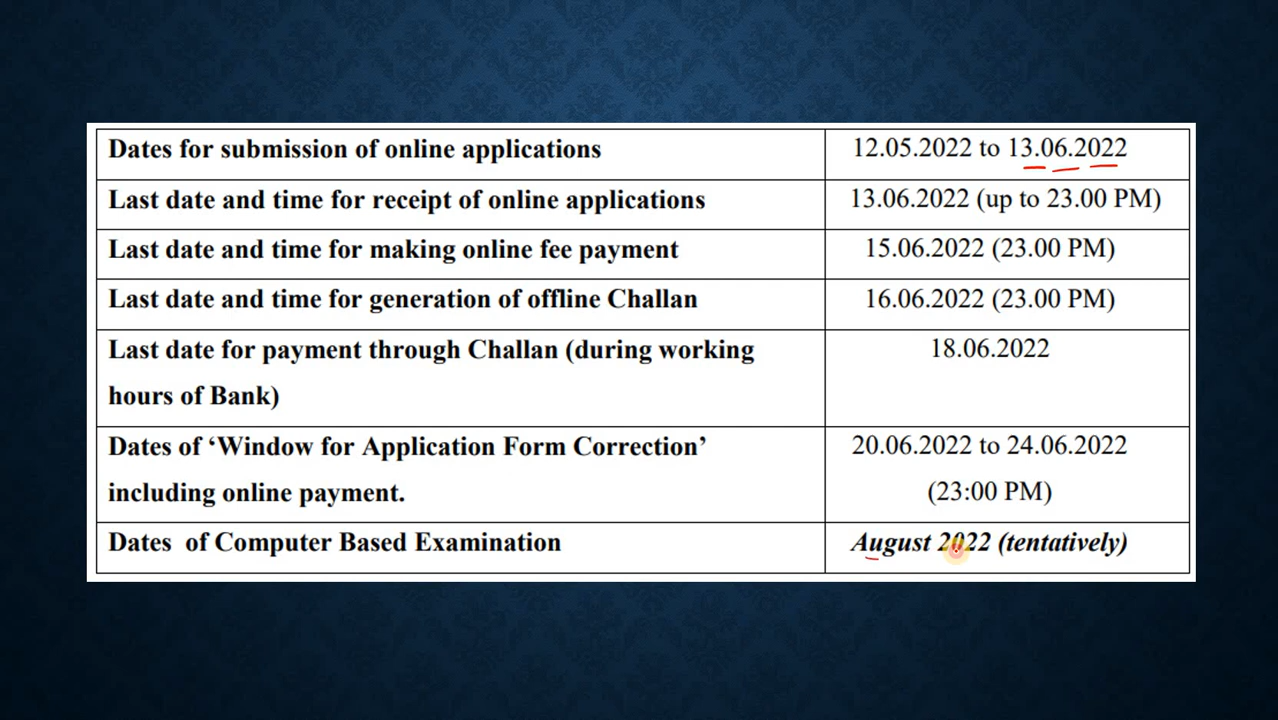 Dates for submission of online applications 12.05.2022 to 13.06.2022
Last date and time for receipt of online applications 13.06.2022 (up to 23.00 PM)
Last date and time for making online fee payment 15.06.2022 (23.00 PM)
Last date and time for generation of offline Challan 16.06.2022 (23.00 PM)
Last date for payment through Challan (during working 18.06.2022
hours of Bank)
Dates of ‘Window for Application Form Correction’ 20.06.2022 to 24.06.2022
including online payment. (23:00 PM)
Dates of Computer Based Examination August 2022 (tentatively)